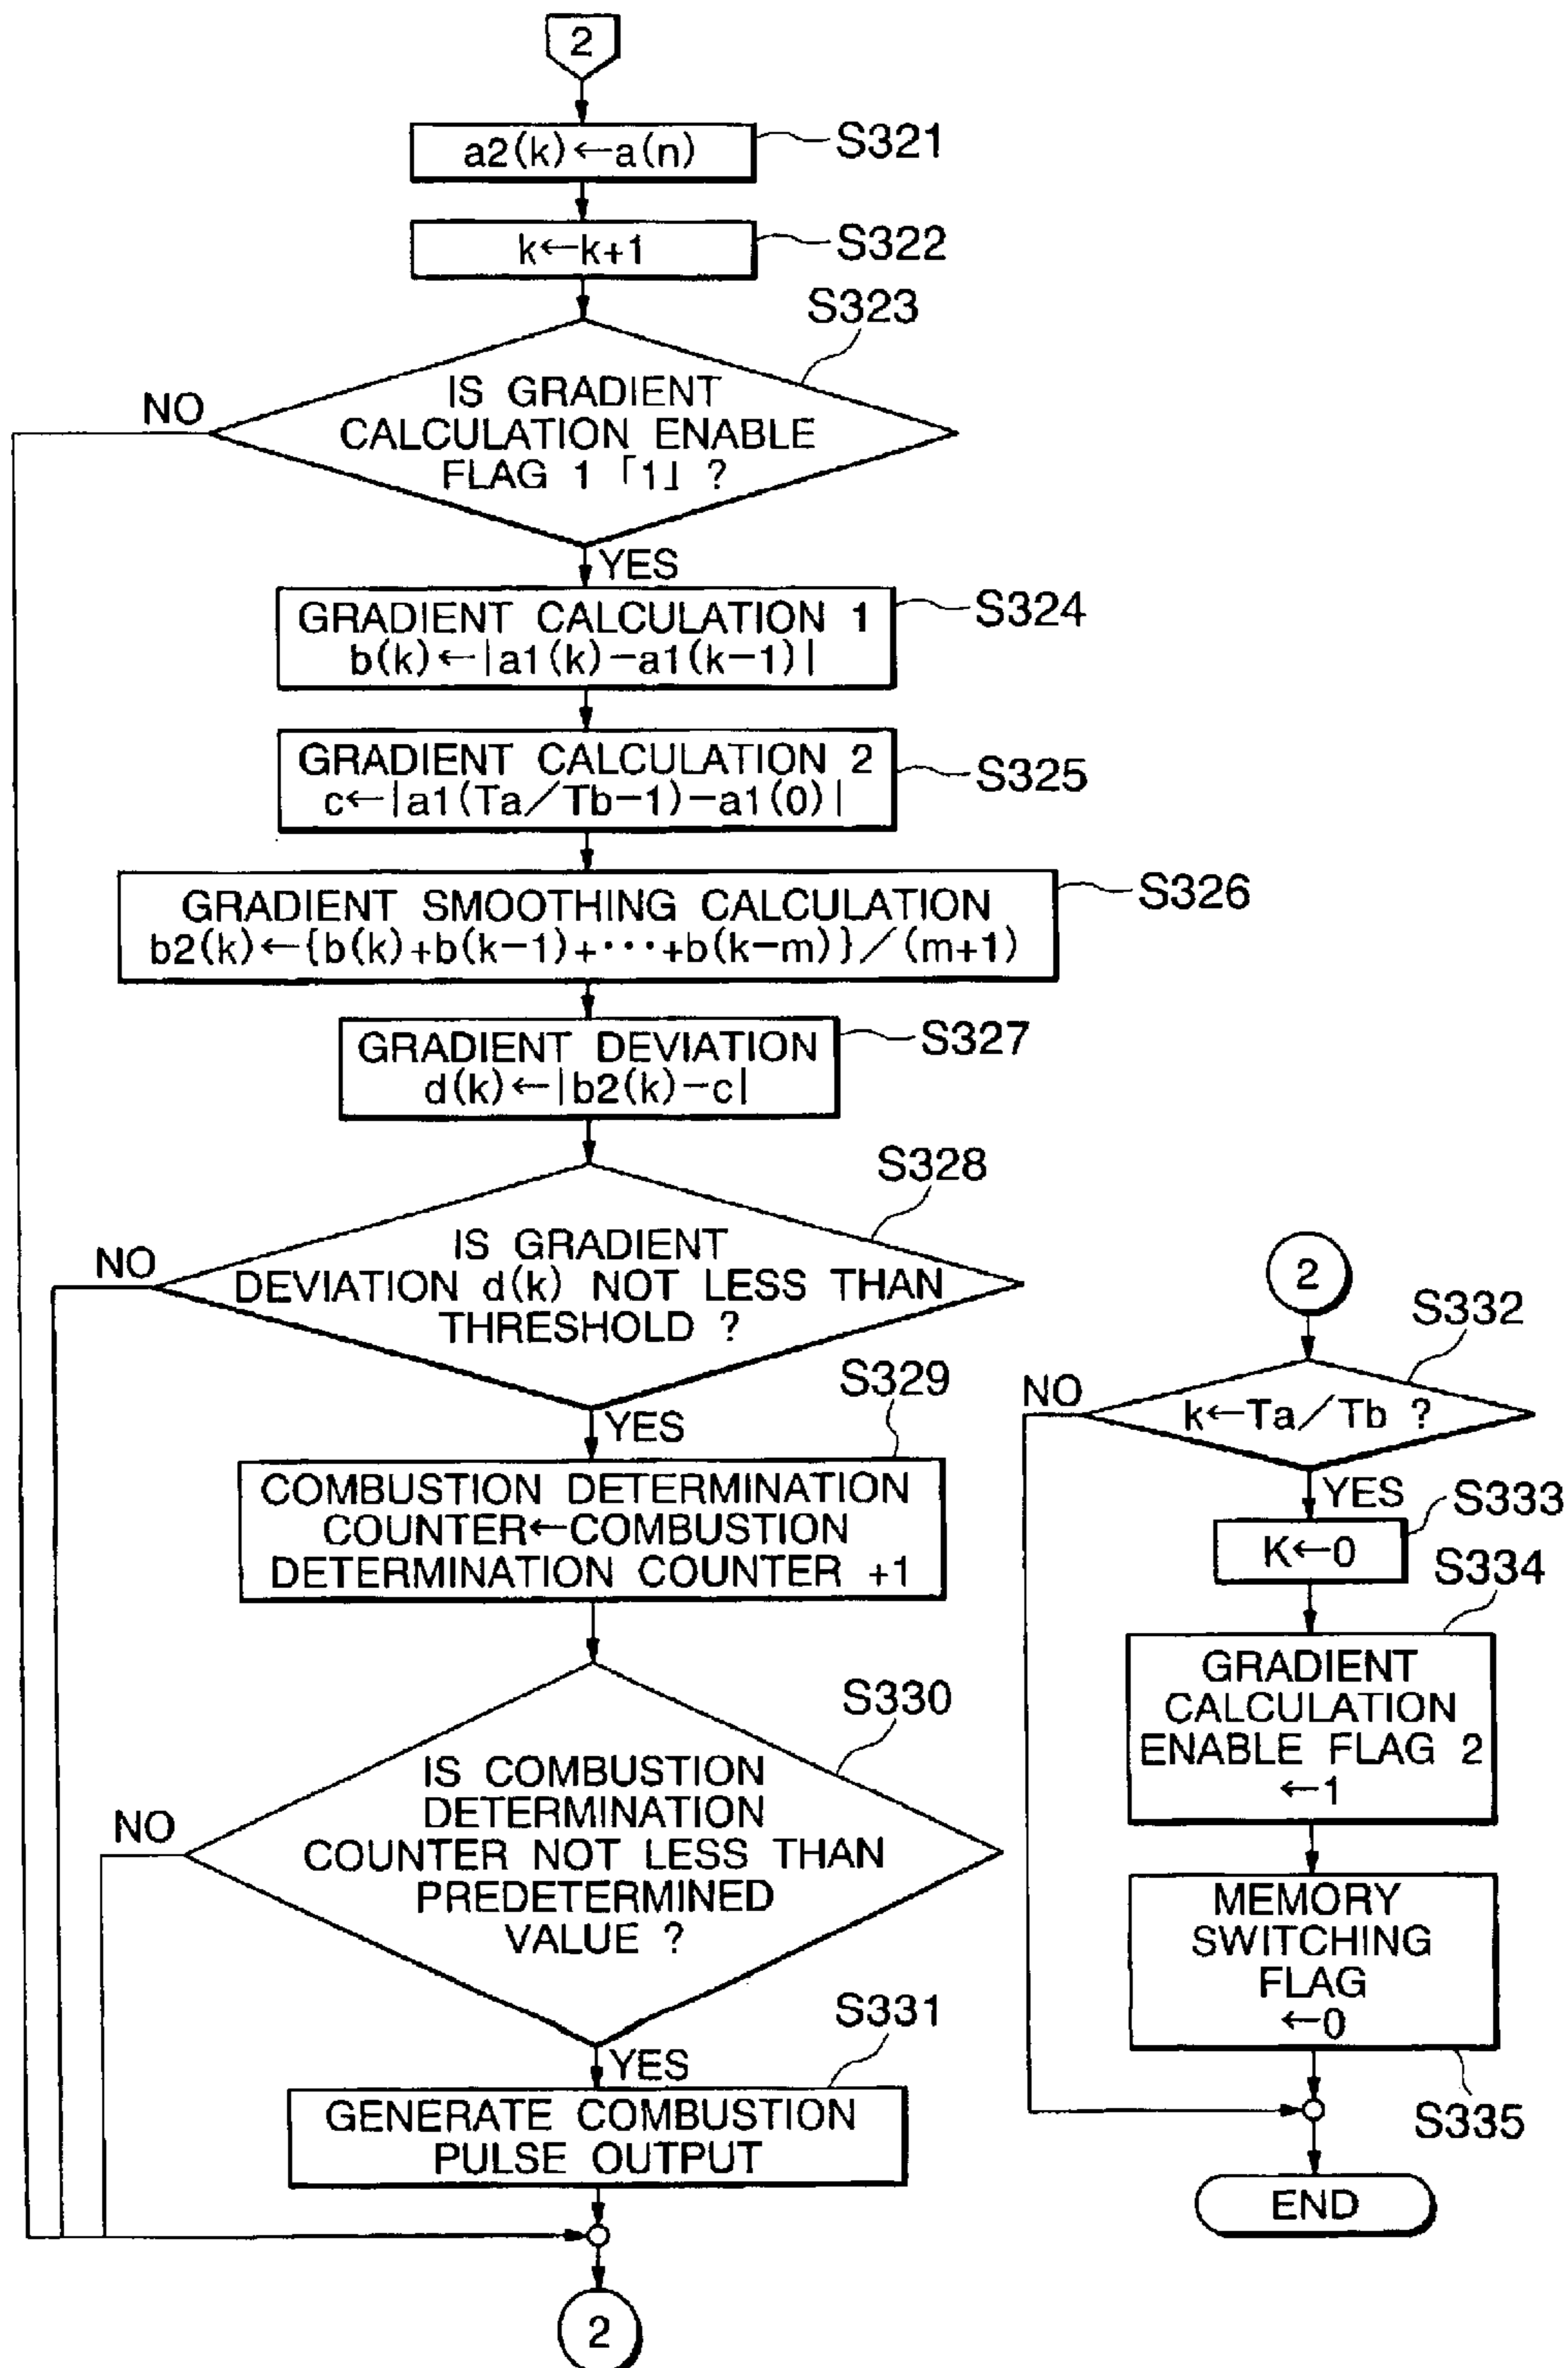 2
a2(k)←a(n)
S321
k←k+1
S322
S323
IS GRADIENT
CALCULATION ENABLE
FLAG 1 「1」 ?
NO
YES
GRADIENT CALCULATION 1
b(k)←|a1(k)−a1(k−1)|
S324
GRADIENT CALCULATION 2
c←|a1(Ta/Tb−1)−a1(0)|
S325
GRADIENT SMOOTHING CALCULATION
b2(k)←{b(k)+b(k−1)+⋯+b(k−m)}/(m+1)
S326
GRADIENT DEVIATION
d(k)←|b2(k)−c|
S327
S328
IS GRADIENT
DEVIATION d(k) NOT LESS THAN
THRESHOLD ?
NO
YES
S329
COMBUSTION DETERMINATION
COUNTER←COMBUSTION
DETERMINATION COUNTER +1
S330
IS COMBUSTION
DETERMINATION
COUNTER NOT LESS THAN
PREDETERMINED
VALUE ?
NO
YES
S331
GENERATE COMBUSTION
PULSE OUTPUT
2
2
S332
k←Ta/Tb ?
NO
YES
S333
K←0
S334
GRADIENT
CALCULATION
ENABLE FLAG 2
←1
MEMORY
SWITCHING
FLAG
←0
S335
END